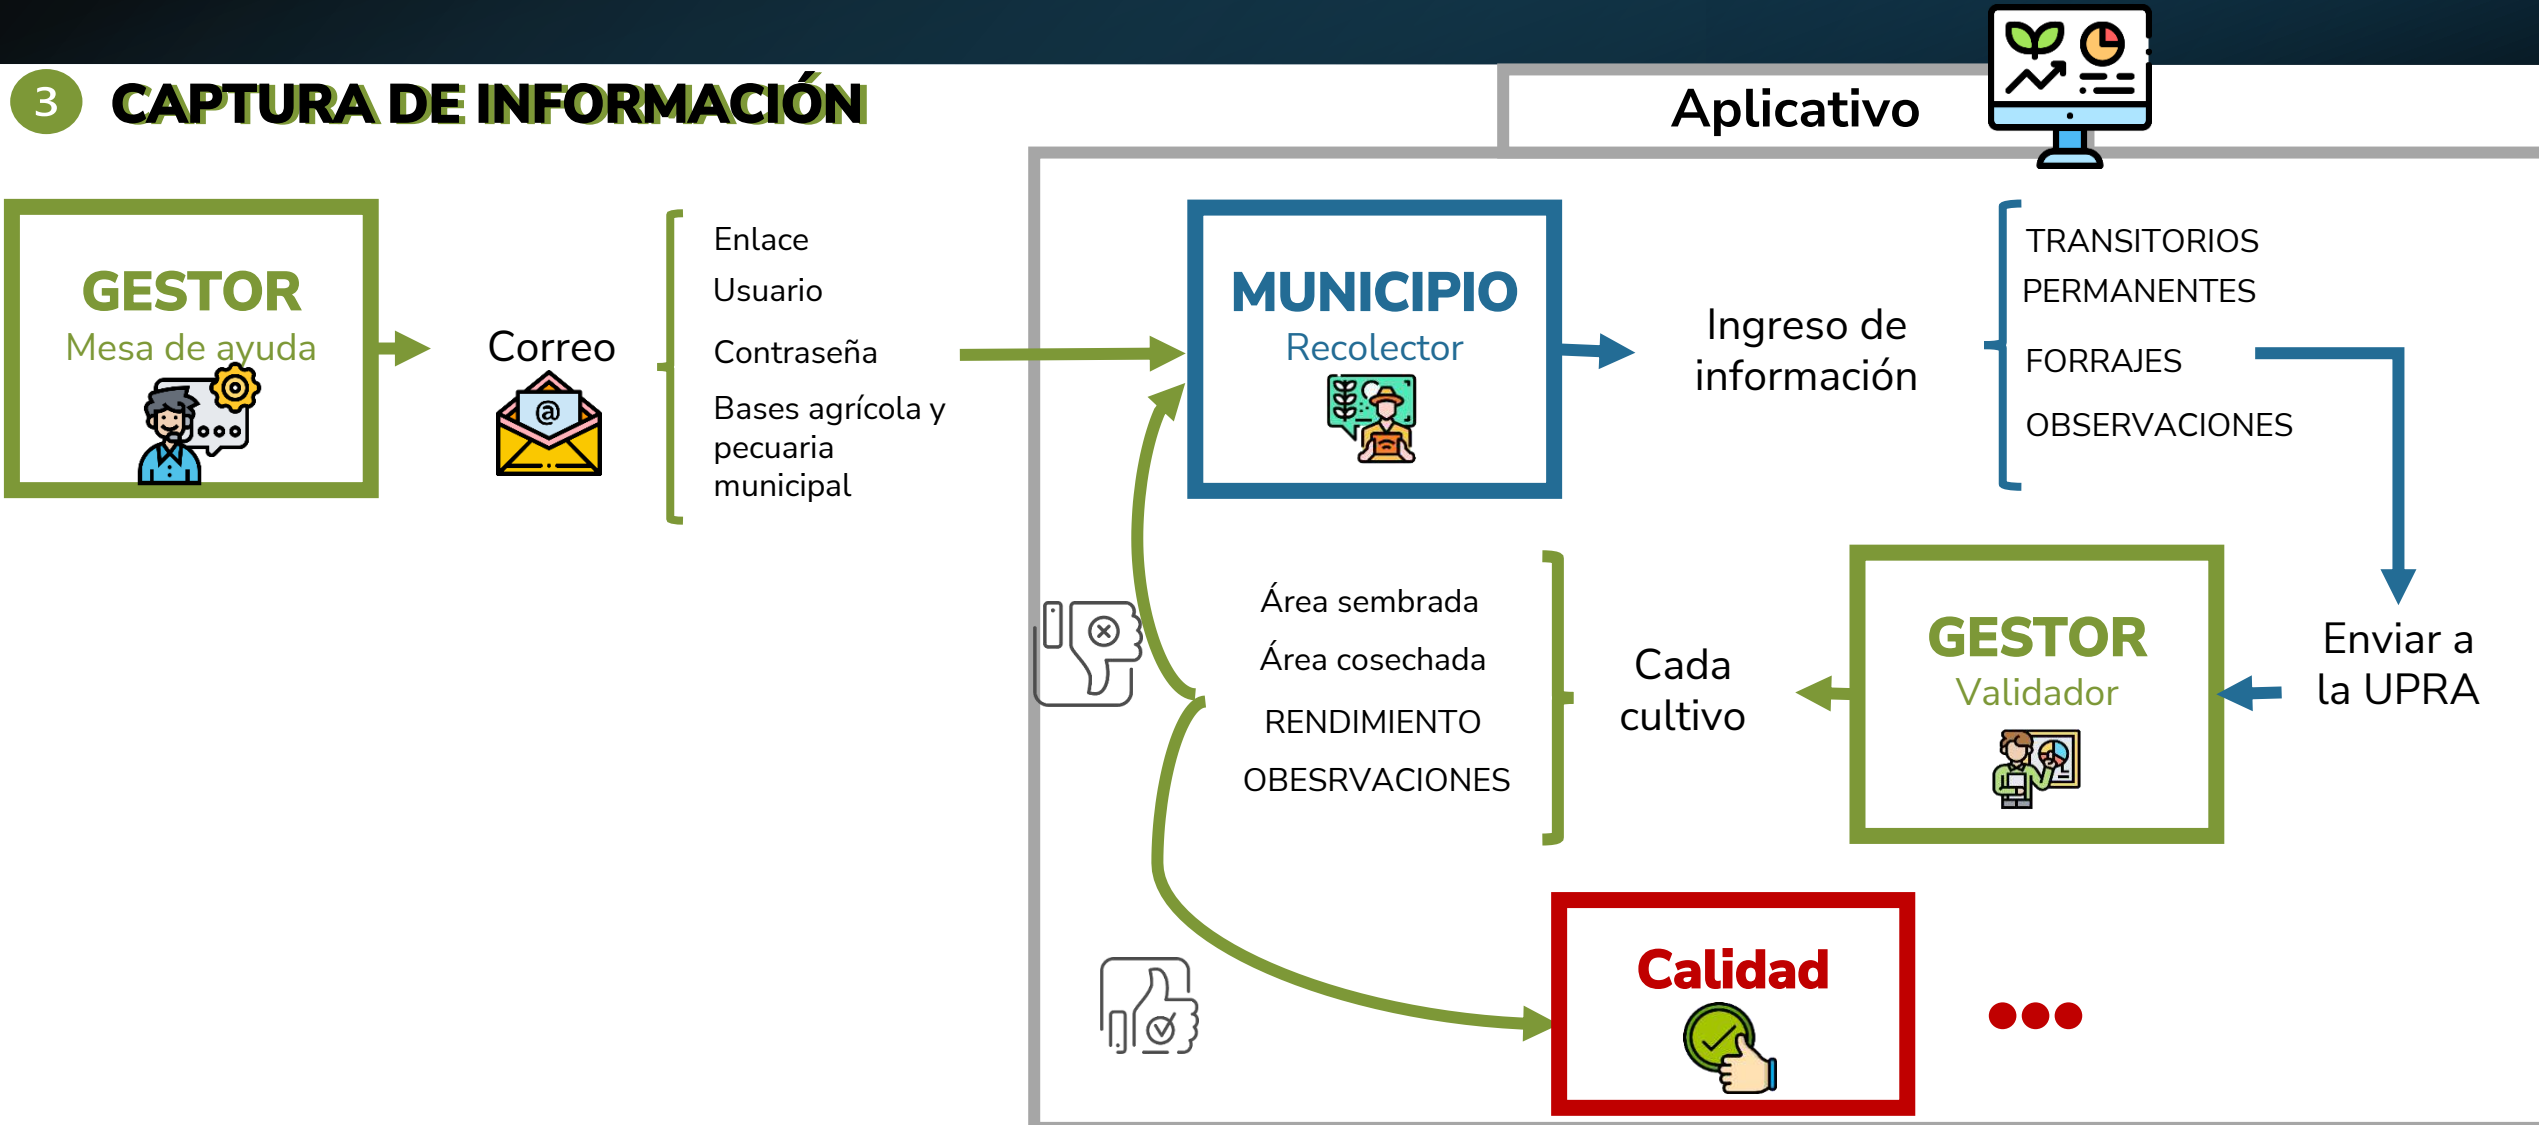 3
CAPTURA DE INFORMACIÓN
Aplicativo
GESTOR
Mesa de ayuda
Correo
@
Enlace
Usuario
Contraseña
Bases agrícola y
pecuaria
municipal
MUNICIPIO
Recolector
Ingreso de
información
TRANSITORIOS
PERMANENTES
FORRAJES
OBSERVACIONES
Enviar a
la UPRA
GESTOR
Validador
Cada
cultivo
Área sembrada
Área cosechada
RENDIMIENTO
OBESRVACIONES
Calidad